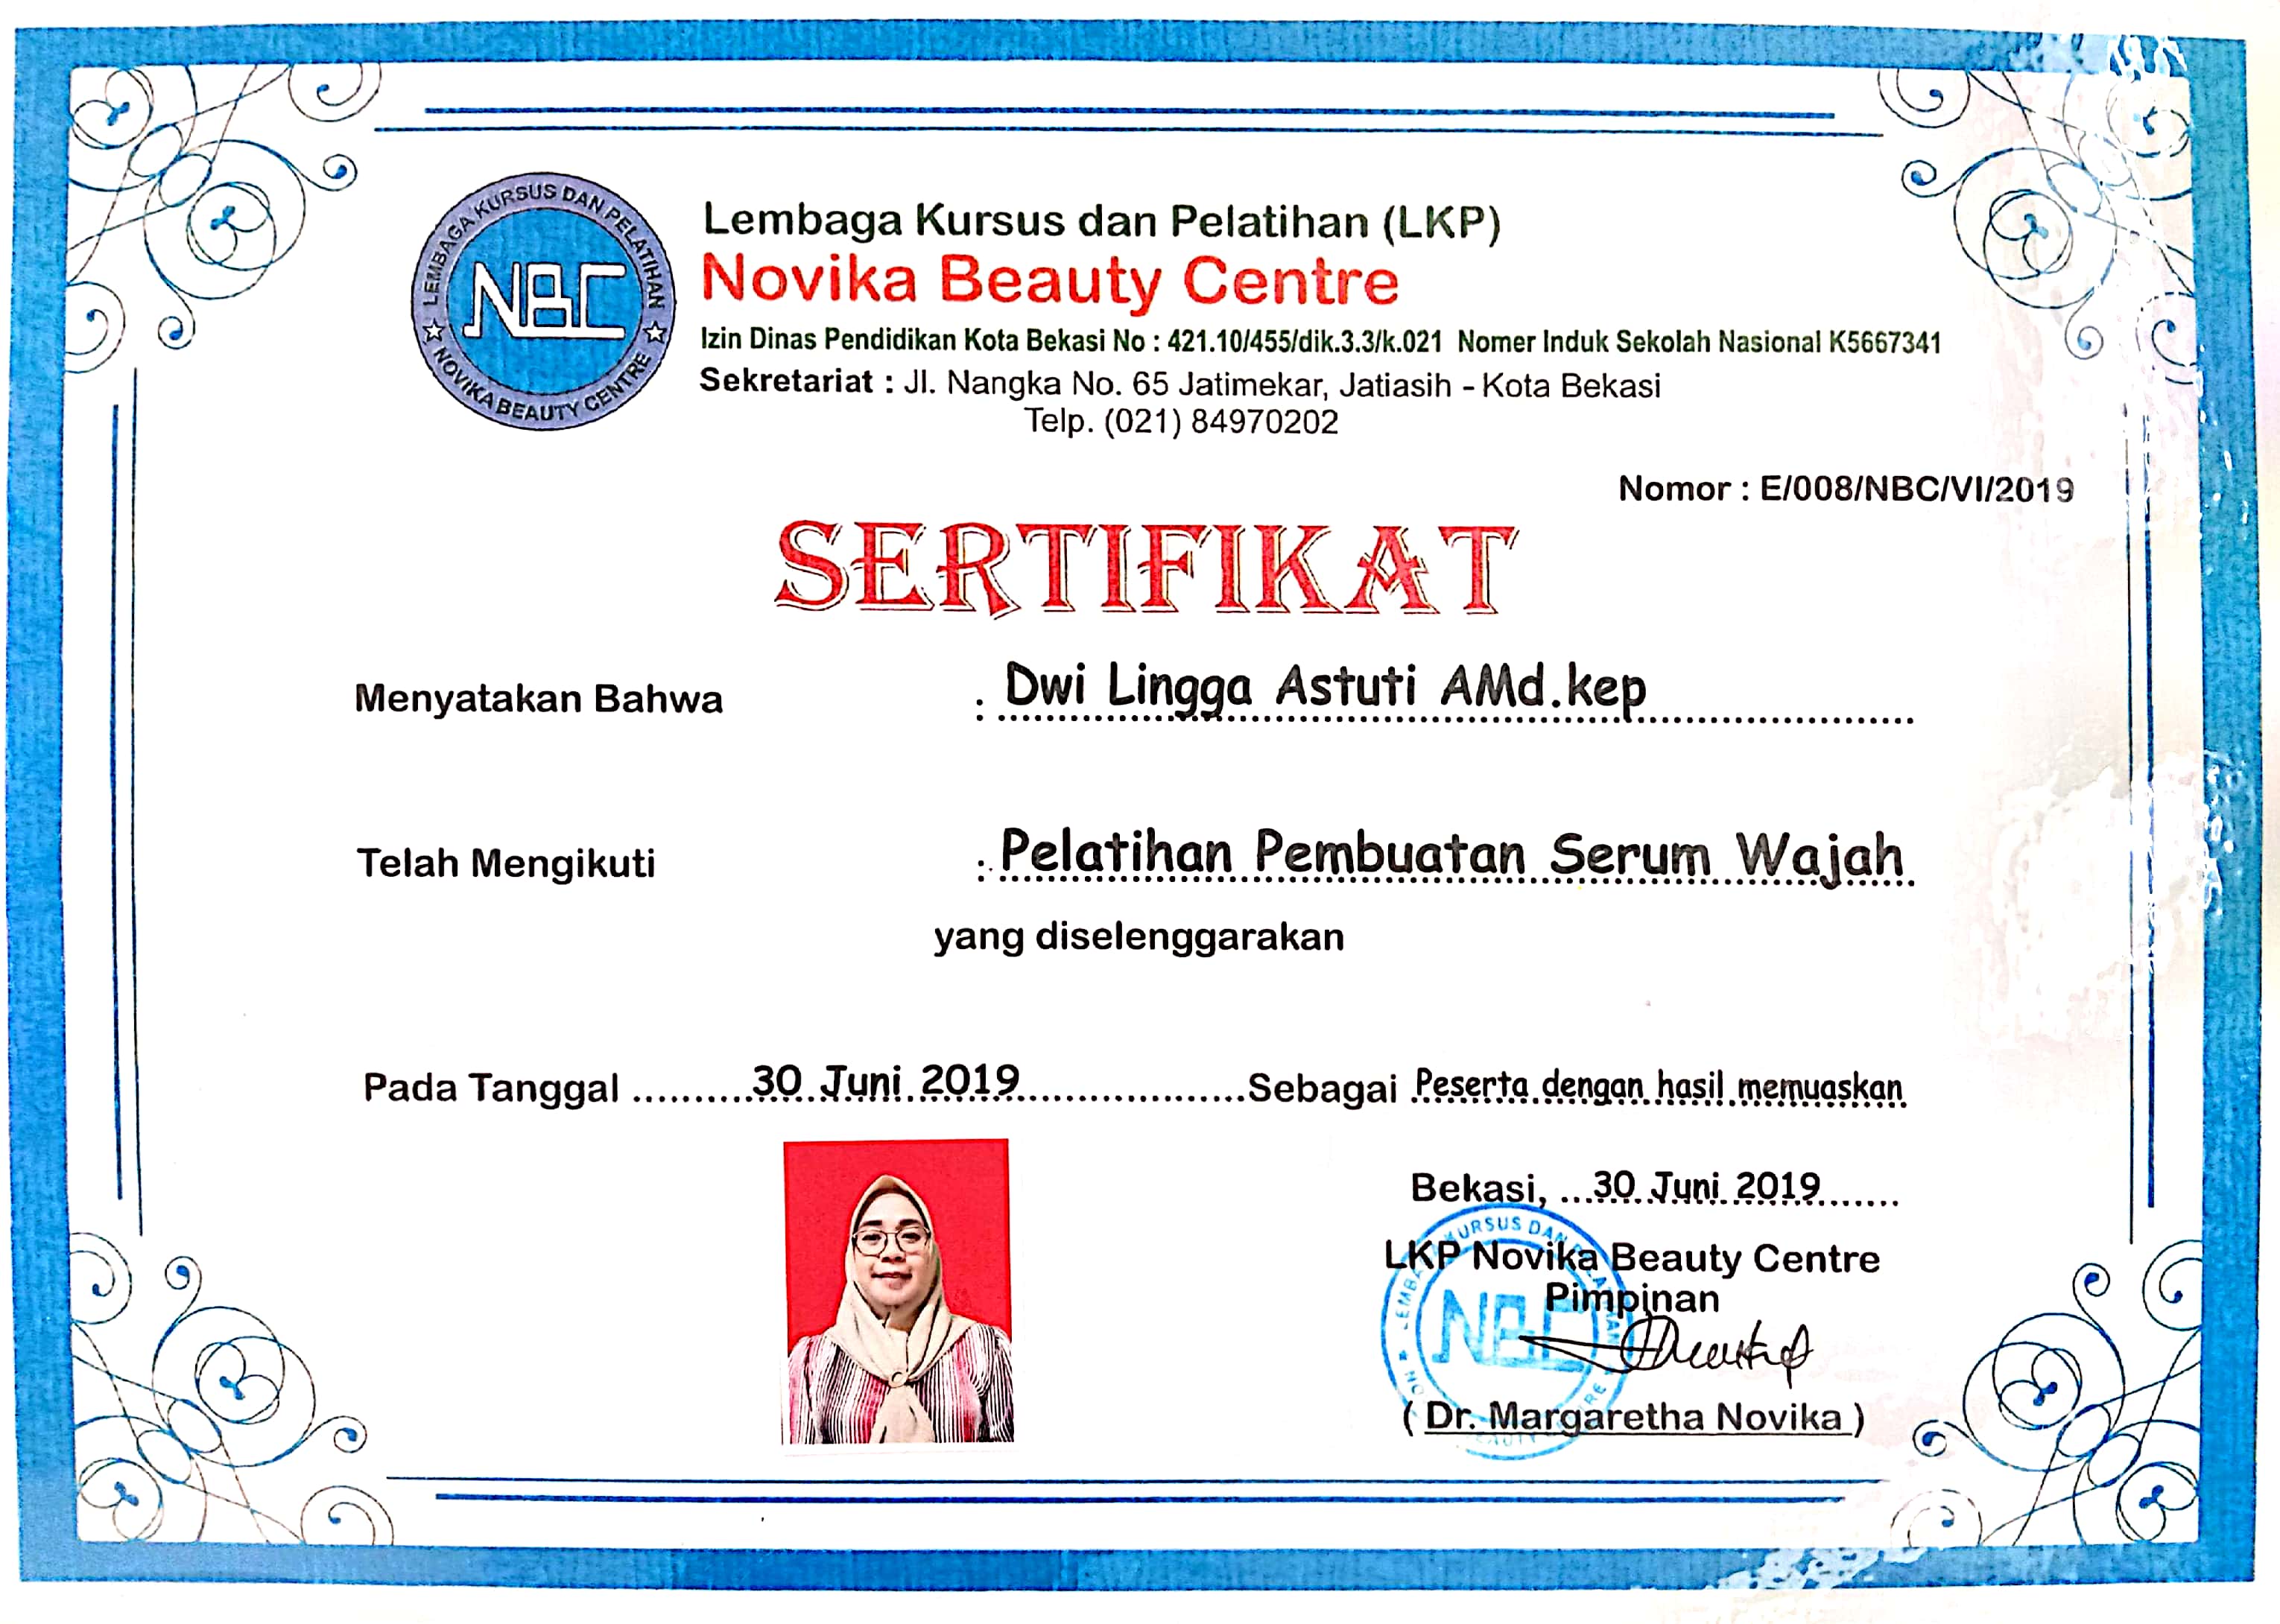 LEMBAGA KURSUS DAN PELATIHAN
NBC
NOVIKA BEAUTY CENTRE
Lembaga Kursus dan Pelatihan (LKP)
Novika Beauty Centre
Izin Dinas Pendidikan Kota Bekasi No : 421.10/455/dik.3.3/k.021 Nomer Induk Sekolah Nasional K5667341
Sekretariat : Jl. Nangka No. 65 Jatimekar, Jatiasih - Kota Bekasi
Telp. (021) 84970202
Nomor : E/008/NBC/VI/2019
SERTIFIKAT
Menyatakan Bahwa : Dwi Lingga Astuti AMd.kep
Telah Mengikuti : Pelatihan Pembuatan Serum Wajah
yang diselenggarakan
Pada Tanggal ..........30 Juni 2019..................Sebagai Peserta dengan hasil memuaskan
Bekasi, ...30 Juni 2019.......
LKP Novika Beauty Centre
Pimpinan
NBC
( Dr. Margaretha Novika )